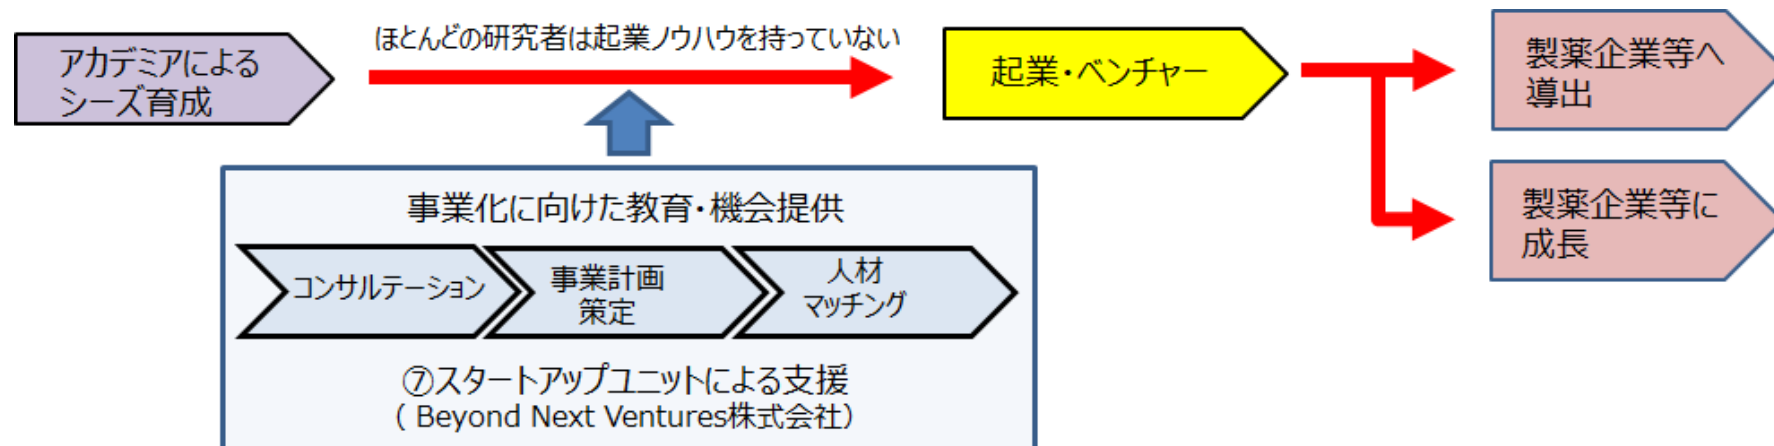 ほとんどの研究者は起業ノウハウを持っていない
アカデミアによる
シーズ育成
起業・ベンチャー
製薬企業等へ
導出
製薬企業等に
成長
事業化に向けた教育・機会提供
コンサルテーション
事業計画
策定
人材
マッチング
⑦スタートアップユニットによる支援
( Beyond Next Ventures株式会社)